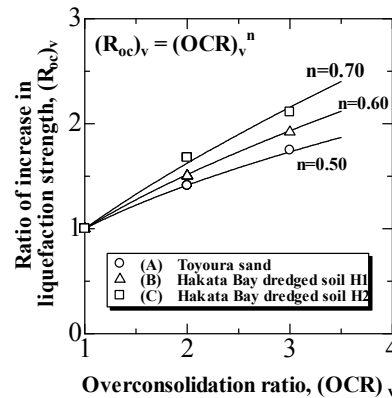 (R_oc)_v = (OCR)_v^n
n=0.70
n=0.60
n=0.50
Ratio of increase in
liquefaction strength, (R_oc)_v
3
2
1
0
(A) Toyoura sand
(B) Hakata Bay dredged soil H1
(C) Hakata Bay dredged soil H2
1 2 3 4
Overconsolidation ratio, (OCR)_v